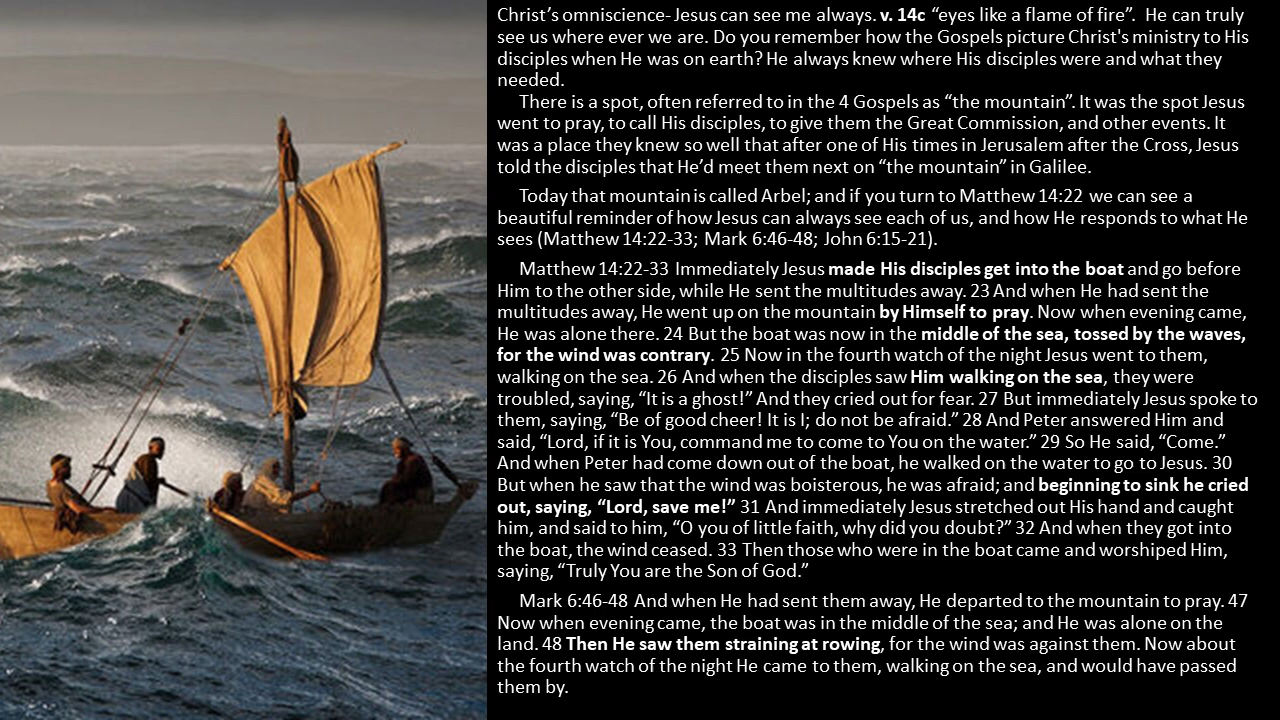 Christ’s omniscience- Jesus can see me always. v. 14c “eyes like a flame of fire”.  He can truly
see us where ever we are. Do you remember how the Gospels picture Christ's ministry to His
disciples when He was on earth? He always knew where His disciples were and what they
needed.
There is a spot, often referred to in the 4 Gospels as “the mountain”. It was the spot Jesus
went to pray, to call His disciples, to give them the Great Commission, and other events. It
was a place they knew so well that after one of His times in Jerusalem after the Cross, Jesus
told the disciples that He’d meet them next on “the mountain” in Galilee.
Today that mountain is called Arbel; and if you turn to Matthew 14:22 we can see a
beautiful reminder of how Jesus can always see each of us, and how He responds to what He
sees (Matthew 14:22-33; Mark 6:46-48; John 6:15-21).
Matthew 14:22-33 Immediately Jesus made His disciples get into the boat and go before
Him to the other side, while He sent the multitudes away. 23 And when He had sent the
multitudes away, He went up on the mountain by Himself to pray. Now when evening came,
He was alone there. 24 But the boat was now in the middle of the sea, tossed by the waves,
for the wind was contrary. 25 Now in the fourth watch of the night Jesus went to them,
walking on the sea. 26 And when the disciples saw Him walking on the sea, they were
troubled, saying, “It is a ghost!” And they cried out for fear. 27 But immediately Jesus spoke to
them, saying, “Be of good cheer! It is I; do not be afraid.” 28 And Peter answered Him and
said, “Lord, if it is You, command me to come to You on the water.” 29 So He said, “Come.”
And when Peter had come down out of the boat, he walked on the water to go to Jesus. 30
But when he saw that the wind was boisterous, he was afraid; and beginning to sink he cried
out, saying, “Lord, save me!” 31 And immediately Jesus stretched out His hand and caught
him, and said to him, “O you of little faith, why did you doubt?” 32 And when they got into
the boat, the wind ceased. 33 Then those who were in the boat came and worshiped Him,
saying, “Truly You are the Son of God.”
Mark 6:46-48 And when He had sent them away, He departed to the mountain to pray. 47
Now when evening came, the boat was in the middle of the sea; and He was alone on the
land. 48 Then He saw them straining at rowing, for the wind was against them. Now about
the fourth watch of the night He came to them, walking on the sea, and would have passed
them by.